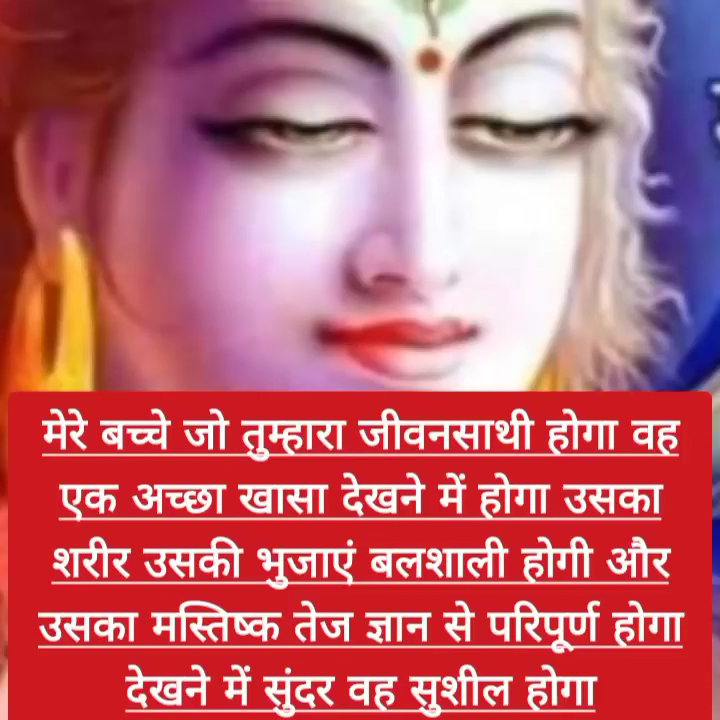 मेरे बच्चे जो तुम्हारा जीवनसाथी होगा वह
एक अच्छा खासा देखने में होगा उसका
शरीर उसकी भुजाएं बलशाली होगी और
उसका मस्तिष्क तेज ज्ञान से परिपूर्ण होगा
देखने में सुंदर वह सुशील होगा